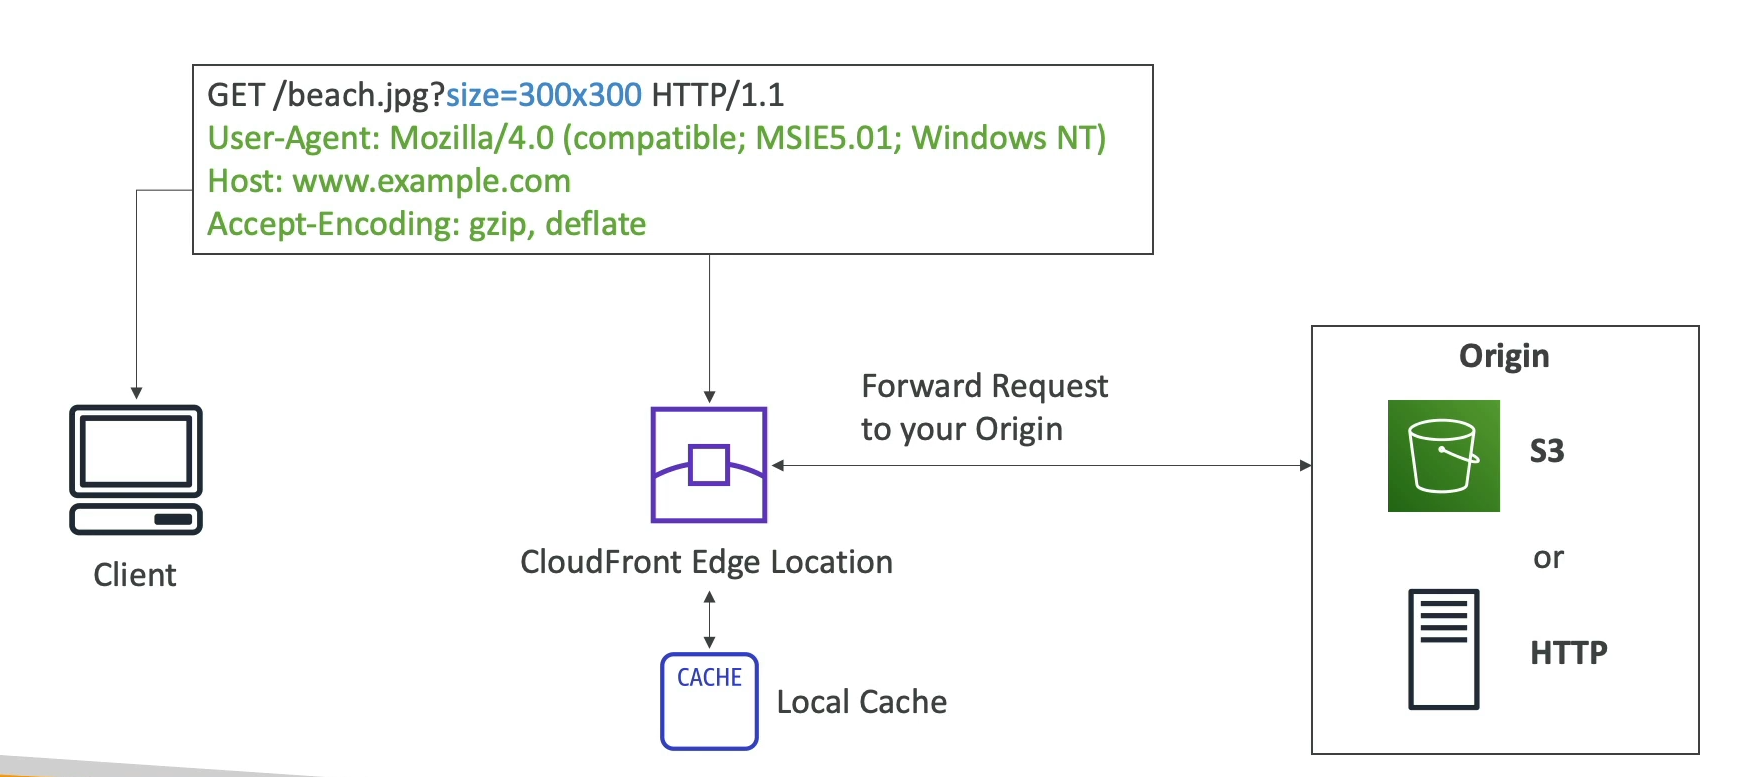 GET /beach.jpg?size=300x300 HTTP/1.1
User-Agent: Mozilla/4.0 (compatible; MSIE5.01; Windows NT)
Host: www.example.com
Accept-Encoding: gzip, deflate
Client
CloudFront Edge Location
Forward Request
to your Origin
CACHE
Local Cache
Origin
S3
or
HTTP